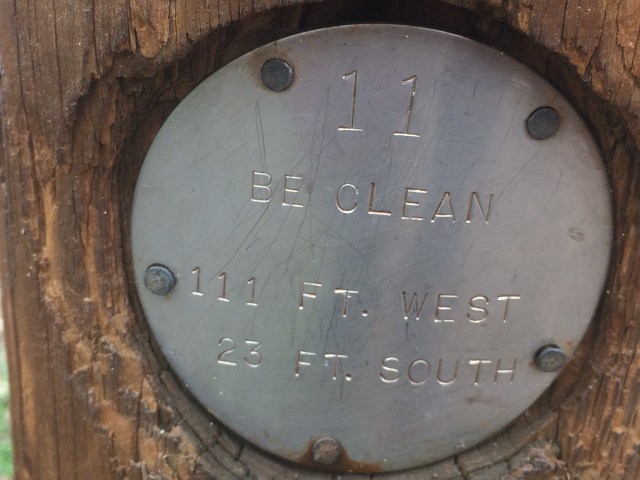 11
BE CLEAN
111 FT. WEST
23 FT. SOUTH